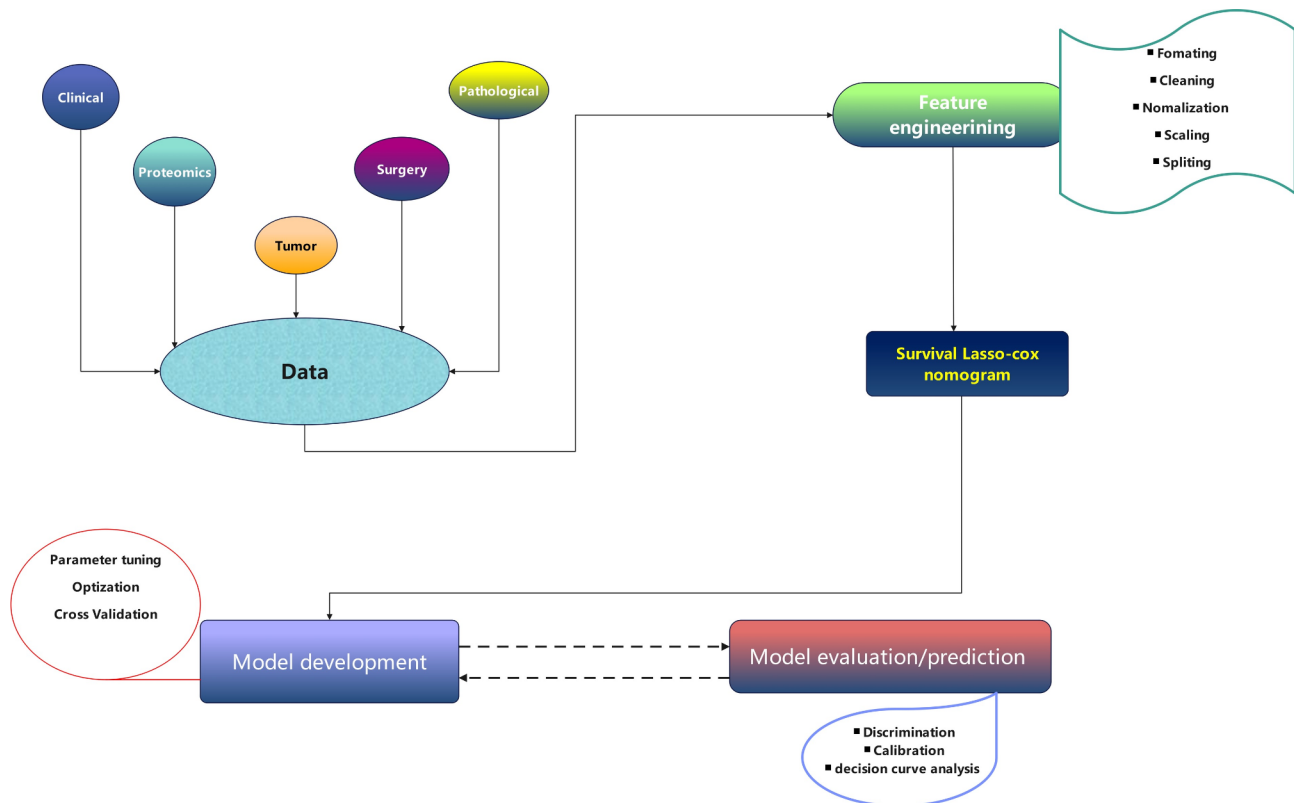 Clinical
Proteomics
Tumor
Surgery
Pathological
Data
Feature
engineerining
▪ Fomating
▪ Cleaning
▪ Nomalization
▪ Scaling
▪ Spliting
Survival Lasso-cox
nomogram
Parameter tuning
Optization
Cross Validation
Model development
Model evaluation/prediction
▪ Discrimination
▪ Calibration
▪ decision curve analysis